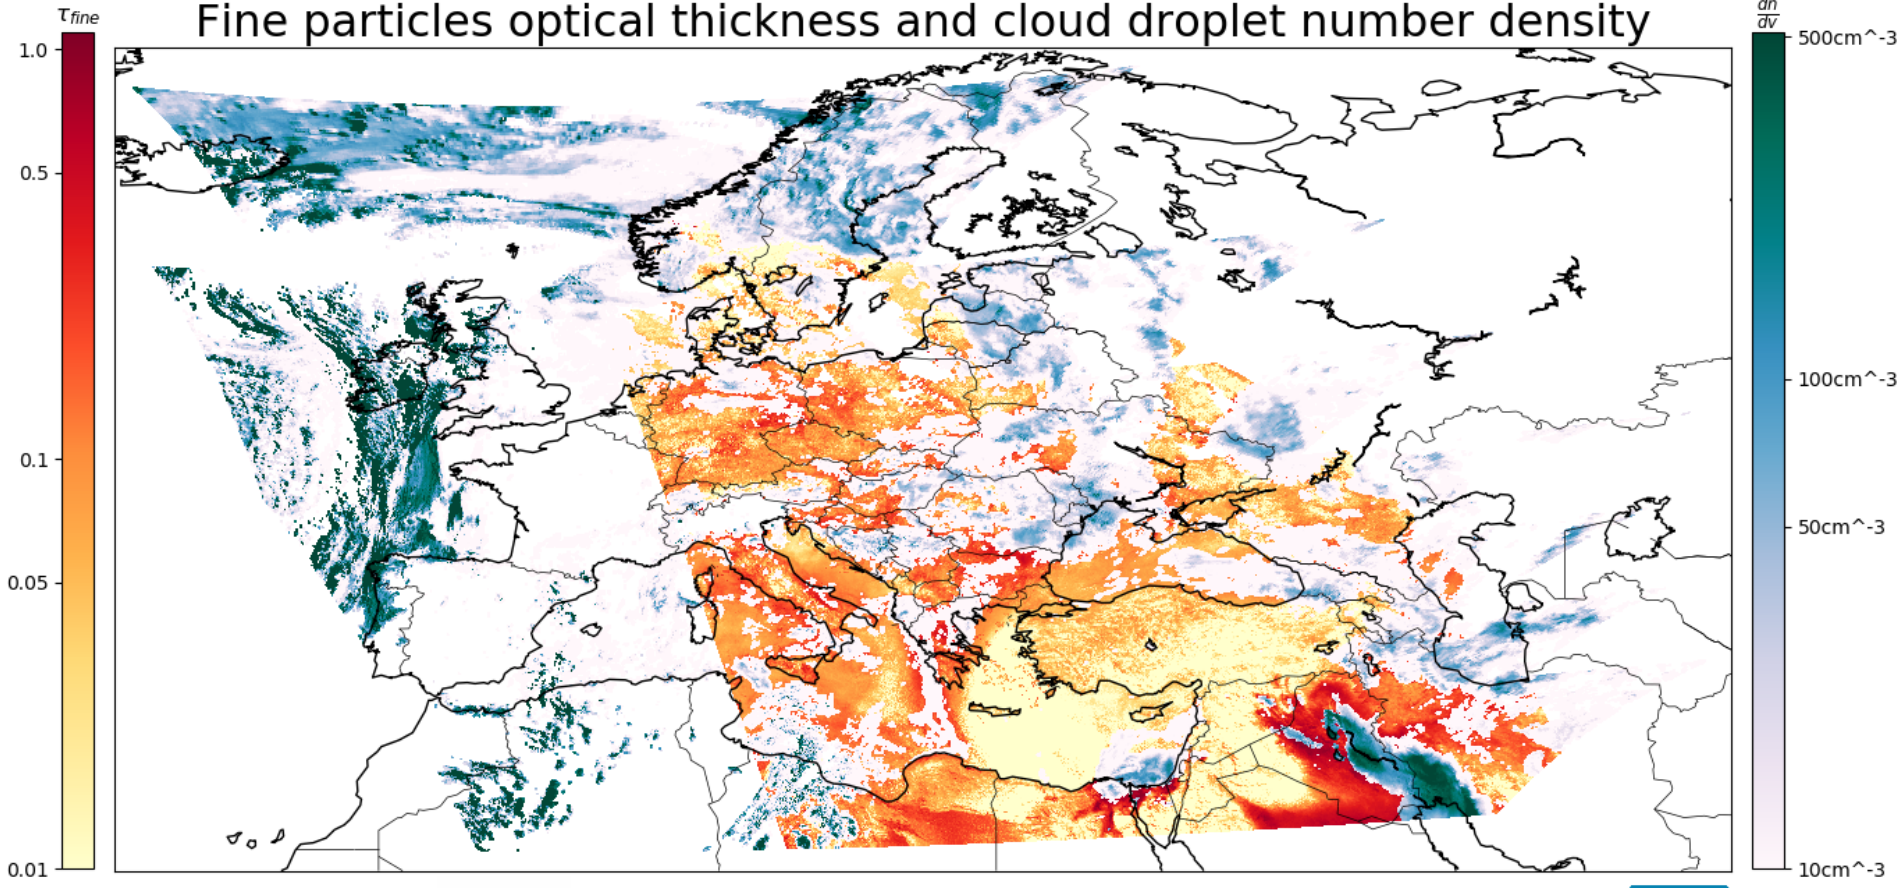 Fine particles optical thickness and cloud droplet number density
τfine
1.0
0.5
0.1
0.05
0.01
dn
dv
500cm^-3
100cm^-3
50cm^-3
10cm^-3